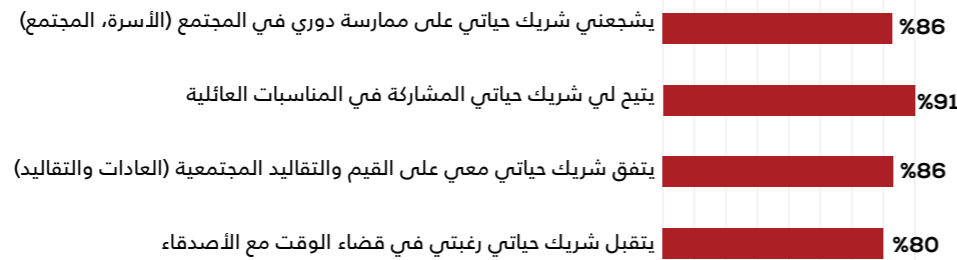 يشجعني شريك حياتي على ممارسة دوري في المجتمع (الأسرة، المجتمع) %86
يتيح لي شريك حياتي المشاركة في المناسبات العائلية %91
يتفق شريك حياتي معي على القيم والتقاليد المجتمعية (العادات والتقاليد) %86
يتقبل شريك حياتي رغبتي في قضاء الوقت مع الأصدقاء %80